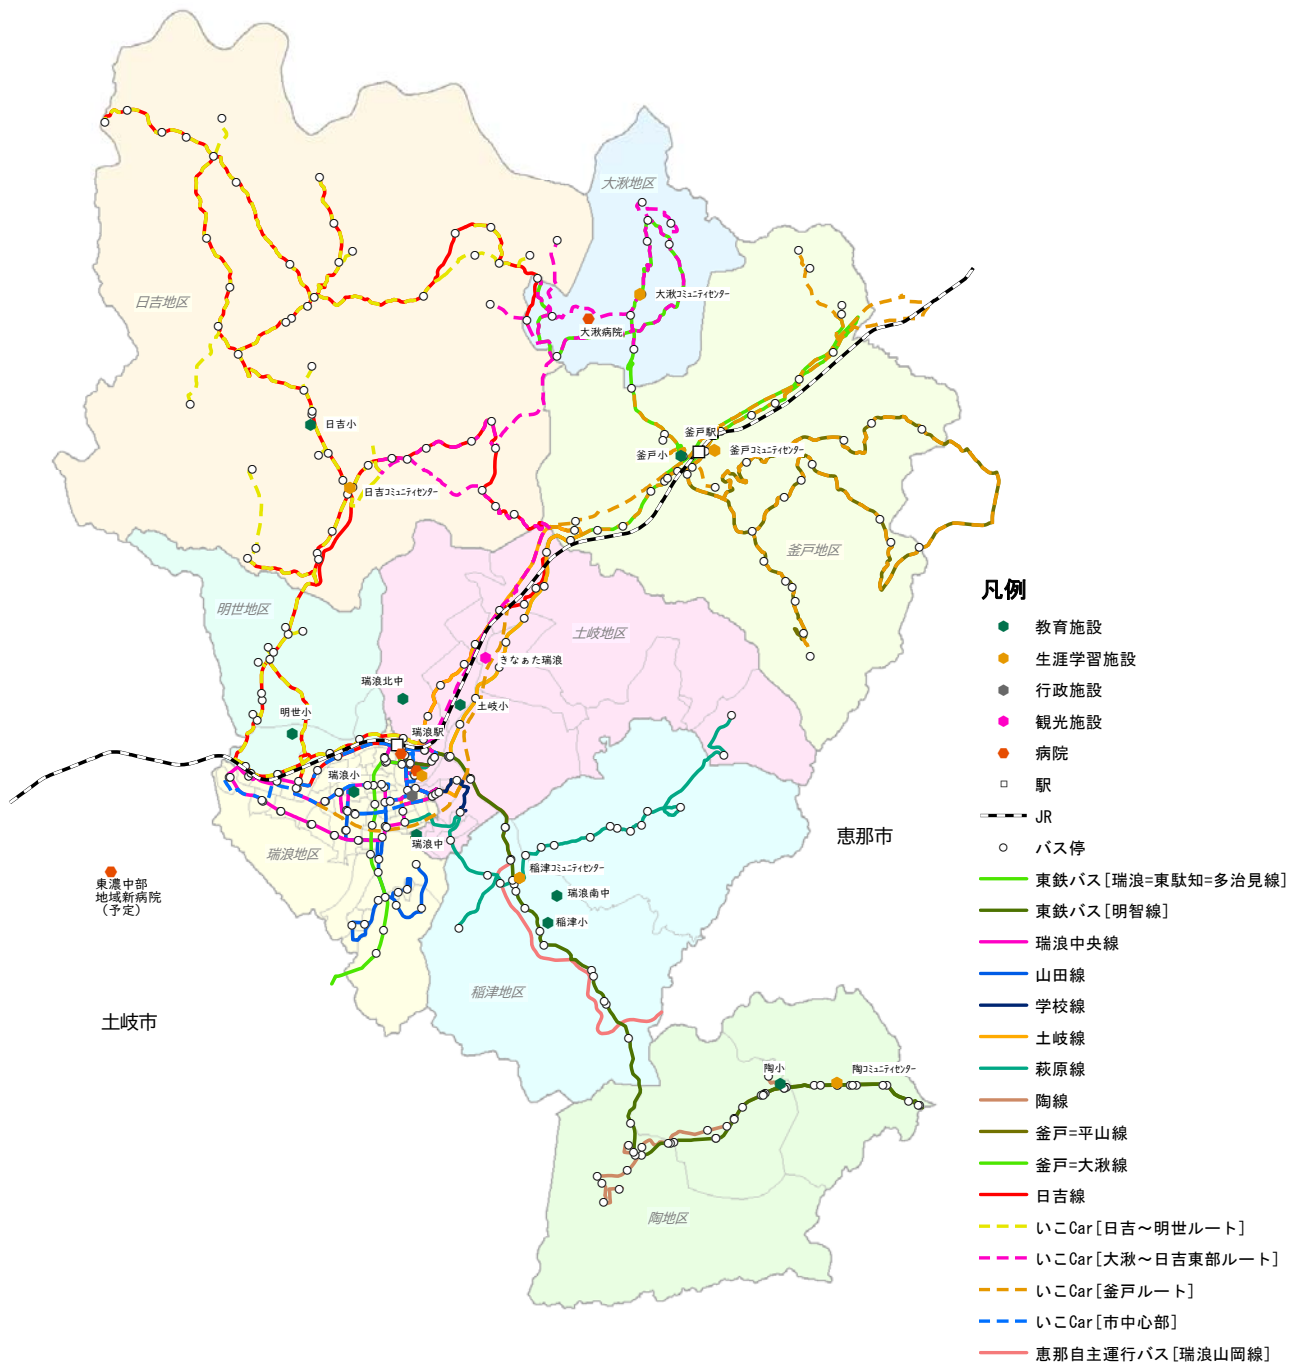 大湫地区
日吉地区
大湫コミュニティセンター
大湫病院
日吉小
釜戸駅
釜戸小
釜戸コミュニティセンター
日吉コミュニティセンター
釜戸地区
明世地区
土岐地区
きなぁた瑞浪
瑞浪北中
土岐小
明世小
瑞浪駅
瑞浪小
瑞浪中
瑞浪地区
恵那市
稲津コミュニティセンター
瑞浪南中
稲津小
東濃中部
地域新病院
(予定)
稲津地区
土岐市
陶小
陶コミュニティセンター
陶地区
凡例
教育施設
生涯学習施設
行政施設
観光施設
病院
駅
JR
バス停
東鉄バス[瑞浪=東駄知=多治見線]
東鉄バス[明智線]
瑞浪中央線
山田線
学校線
土岐線
萩原線
陶線
釜戸=平山線
釜戸=大湫線
日吉線
いこCar[日吉～明世ルート]
いこCar[大湫～日吉東部ルート]
いこCar[釜戸ルート]
いこCar[市中心部]
恵那自主運行バス[瑞浪山岡線]